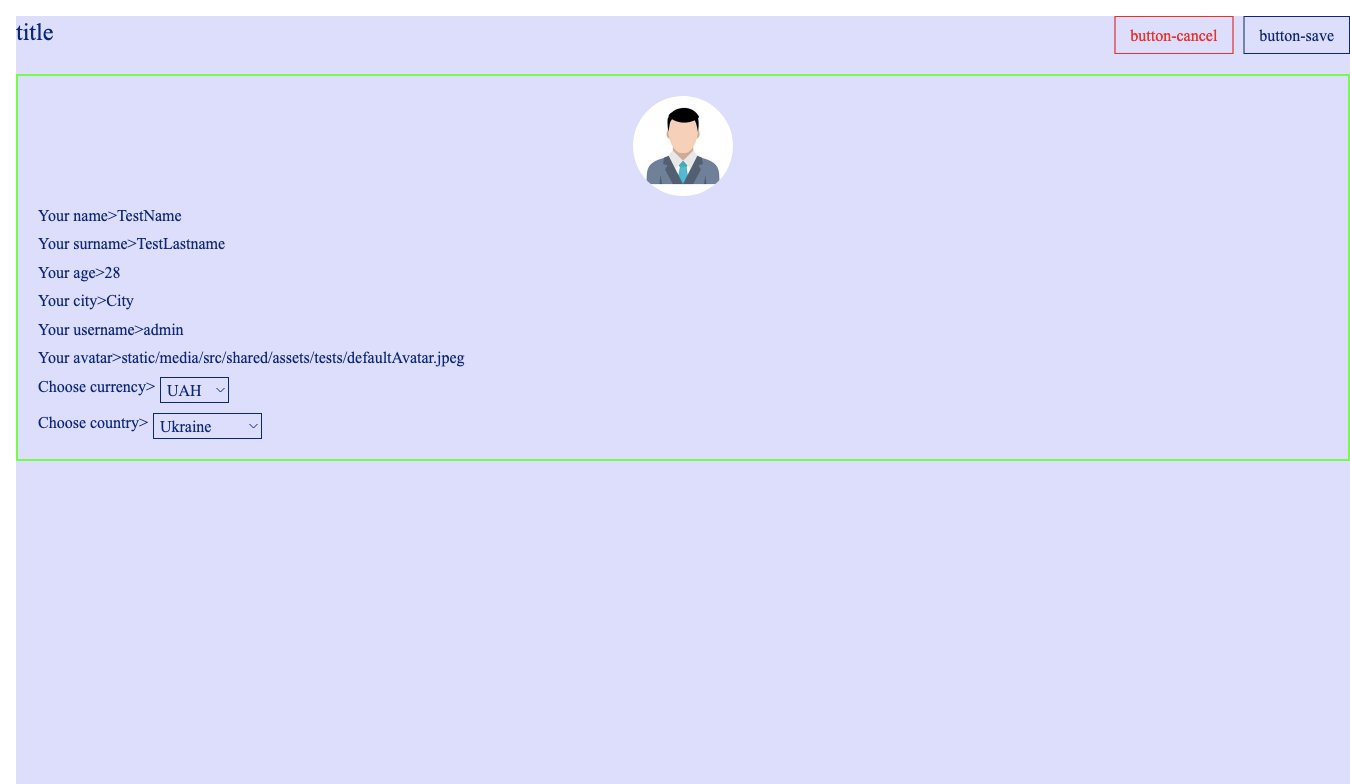 title
button-cancel
button-save
Your name>TestName
Your surname>TestLastname
Your age>28
Your city>City
Your username>admin
Your avatar>static/media/src/shared/assets/tests/defaultAvatar.jpeg
Choose currency> UAH
Choose country> Ukraine